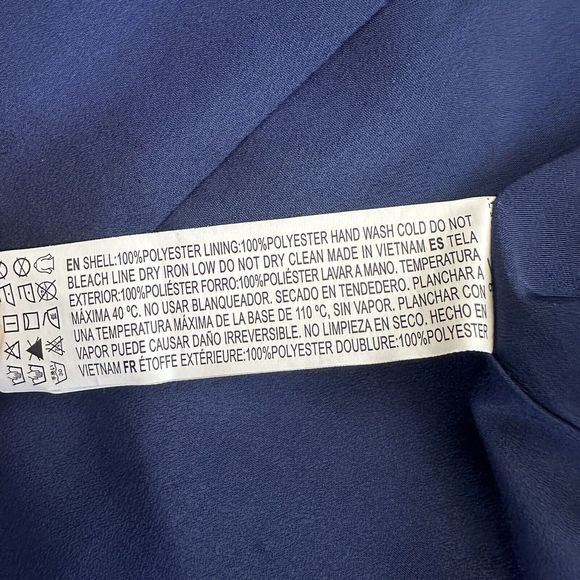 EN SHELL:100%POLYESTER LINING:100%POLYESTER HAND WASH COLD DO NOT
BLEACH LINE DRY IRON LOW DO NOT DRY CLEAN MADE IN VIETNAM ES TELA
EXTERIOR:100%POLIÉSTER FORRO:100%POLIÉSTER LAVAR A MANO. TEMPERATURA
MÁXIMA 40 ºC. NO USAR BLANQUEADOR. SECADO EN TENDEDERO. PLANCHAR A
UNA TEMPERATURA MÁXIMA DE LA BASE DE 110 ºC, SIN VAPOR. PLANCHAR CON
VAPOR PUEDE CAUSAR DAÑO IRREVERSIBLE. NO LIMPIEZA EN SECO. HECHO EN
VIETNAM FR ÉTOFFE EXTÉRIEURE:100%POLYESTER DOUBLURE:100%POLYESTER